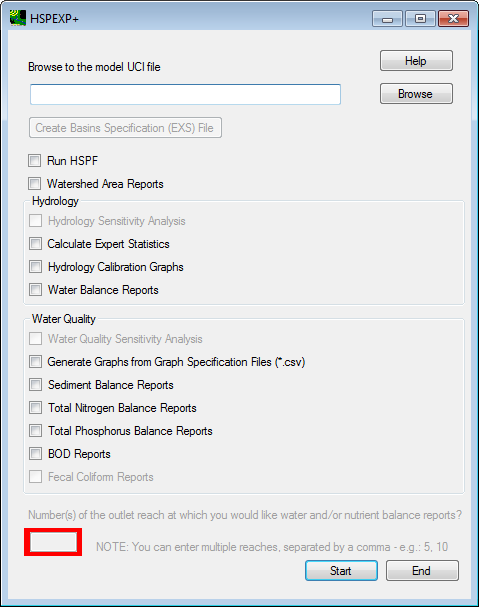 HSPEXP+
Browse to the model UCI file
Help
Browse
Create Basins Specification (EXS) File
Run HSPF
Watershed Area Reports
Hydrology
Hydrology Sensitivity Analysis
Calculate Expert Statistics
Hydrology Calibration Graphs
Water Balance Reports
Water Quality
Water Quality Sensitivity Analysis
Generate Graphs from Graph Specification Files (*.csv)
Sediment Balance Reports
Total Nitrogen Balance Reports
Total Phosphorus Balance Reports
BOD Reports
Fecal Coliform Reports
Number(s) of the outlet reach at which you would like water and/or nutrient balance reports?
NOTE: You can enter multiple reaches, separated by a comma - e.g.: 5, 10
Start End